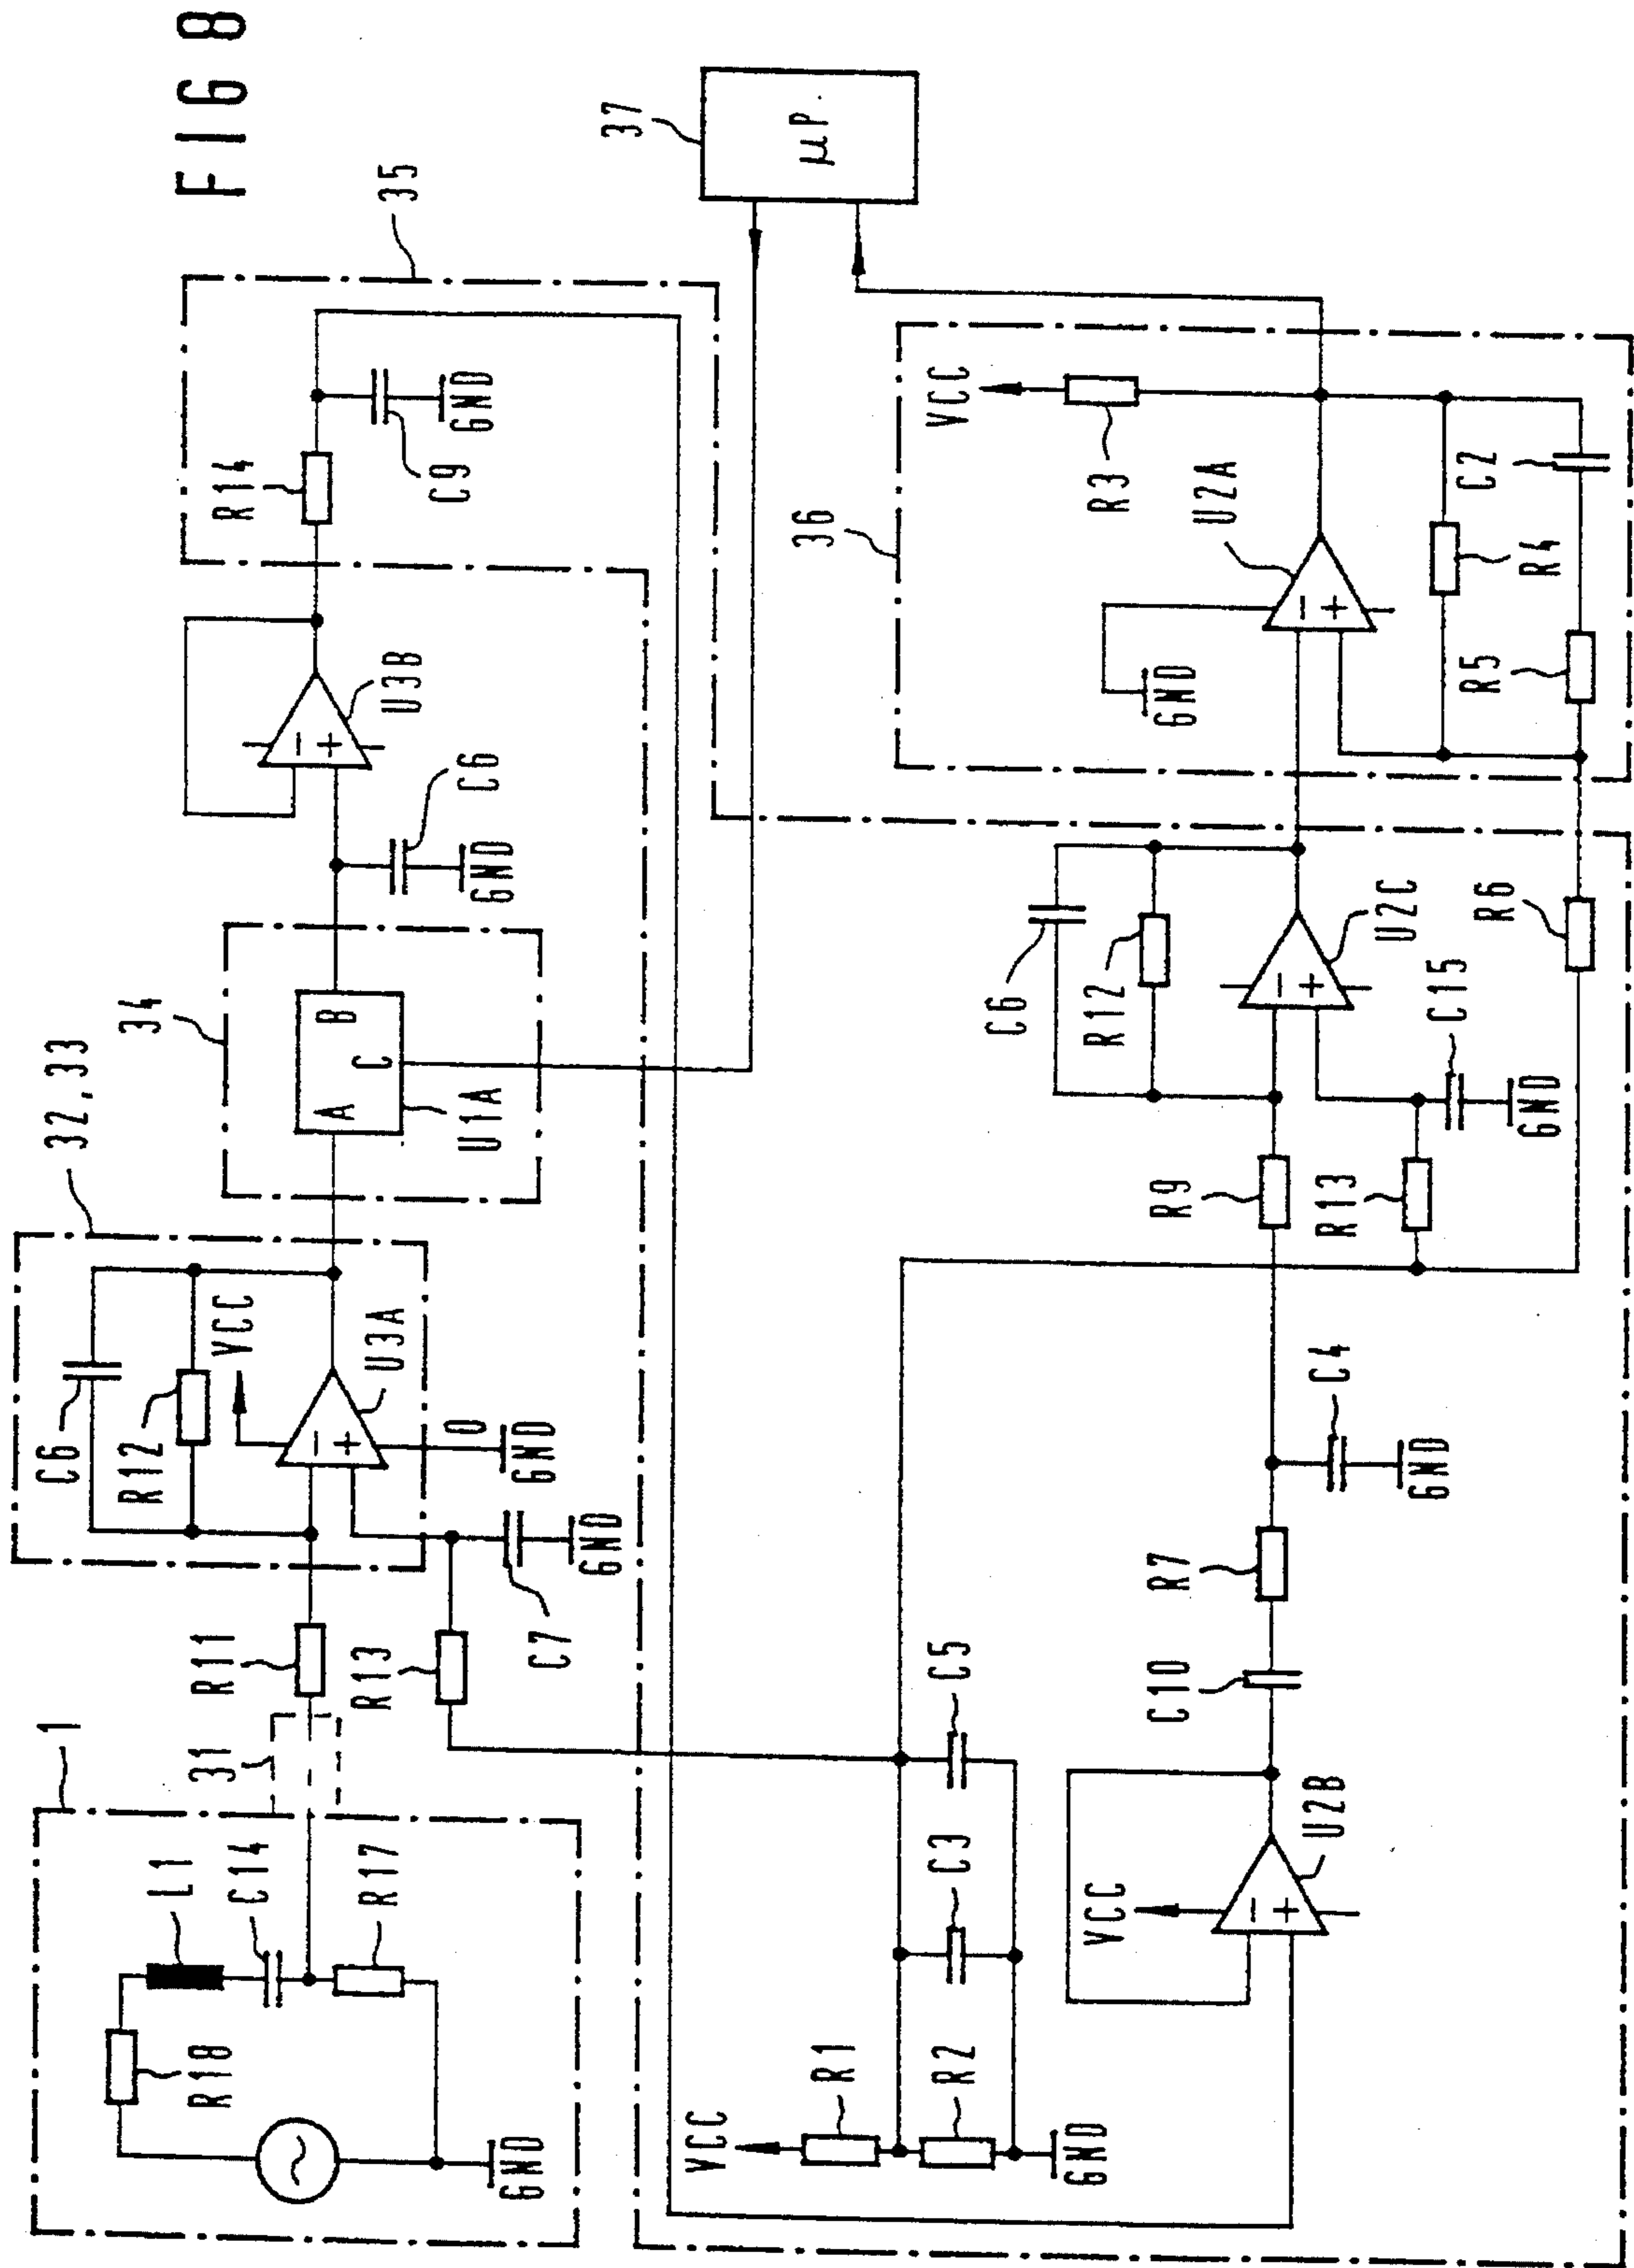 FIG 8
1
R18
L1
C14
R17
GND
31
R11
R13
C7
GND
32,33
C6
R12
VCC
U3A
0
GND
34
A
B
C
U1A
C6
GND
U3B
-
+
-
+
35
R14
C9
GND
37
μP.
VCC
R1
R2
GND
C3
C5
VCC
-
+
U2B
C10
R7
C4
GND
R9
R13
C15
GND
C6
R12
-
+
U2C
R6
36
GND
-
+
U2A
VCC
R3
R4
R5
C2